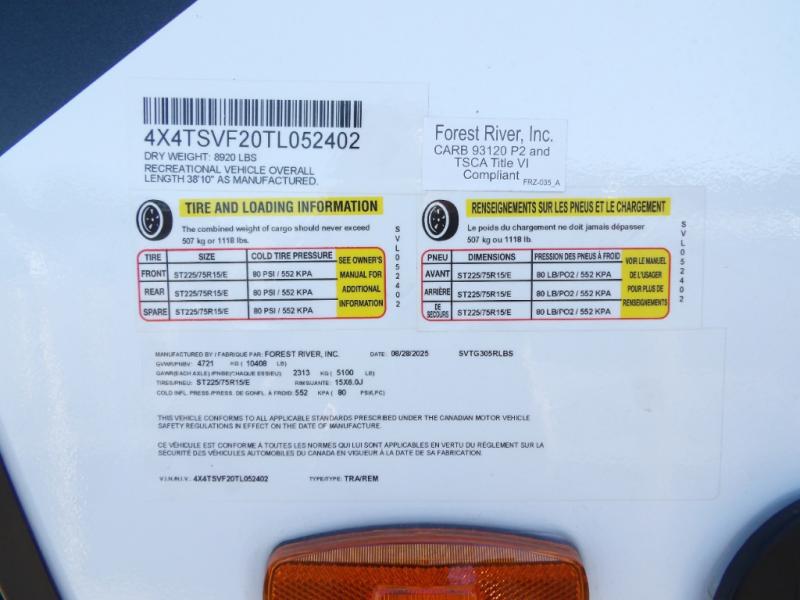 4X4TSVF20TL052402
DRY WEIGHT: 8920 LBS
RECREATIONAL VEHICLE OVERALL
LENGTH 38'10" AS MANUFACTURED.
Forest River, Inc.
CARB 93120 P2 and
TSCA Title VI
Compliant
FRZ-035_A
TIRE AND LOADING INFORMATION
The combined weight of cargo should never exceed
507 kg or 1118 lbs.
TIRE SIZE COLD TIRE PRESSURE
FRONT ST225/75R15/E 80 PSI / 552 KPA
REAR ST225/75R15/E 80 PSI / 552 KPA
SPARE ST225/75R15/E 80 PSI / 552 KPA
SEE OWNER'S
MANUAL FOR
ADDITIONAL
INFORMATION
SVL052402
RENSEIGNEMENTS SUR LES PNEUS ET LE CHARGEMENT
Le poids du chargement ne doit jamais dépasser
507 kg ou 1118 lb.
PNEU DIMENSIONS PRESSION DES PNEUS À FROID
AVANT ST225/75R15/E 80 LB/PO2 / 552 KPA
ARRIÈRE ST225/75R15/E 80 LB/PO2 / 552 KPA
DE SECOURS ST225/75R15/E 80 LB/PO2 / 552 KPA
VOIR LE MANUEL
DE L'USAGER
POUR PLUS DE
RENSEIGNEMENTS
SVL052402
MANUFACTURED BY / FABRIQUE PAR: FOREST RIVER, INC. DATE: 08/28/2025 SVTG305RLBS
GVWR/PNBV: 4721 KG ( 10408 LB)
GAWR(EACH AXLE) /PNBE(CHAQUE ESSIEU) 2313 KG ( 5100 LB)
TIRES/PNEU: ST225/75R15/E RIM/JANTE: 15X6.0J
COLD INFL. PRESS./PRESS. DE GONFL. À FROID: 552 KPA ( 80 PSI/LPC)
THIS VEHICLE CONFORMS TO ALL APPLICABLE STANDARDS PRESCRIBED UNDER THE CANADIAN MOTOR VEHICLE
SAFETY REGULATIONS IN EFFECT ON THE DATE OF MANUFACTURE.
CE VÉHICULE EST CONFORME À TOUTES LES NORMES QUI LUI SONT APPLICABLES EN VERTU DU RÈGLEMENT SUR LA
SÉCURITÉ DES VÉHICULES AUTOMOBILES DU CANADA EN VIGUEUR À LA DATE DE SA FABRICATION.
V.I.N./N.I.V.: 4X4TSVF20TL052402 TYPE/TYPE: TRA/REM